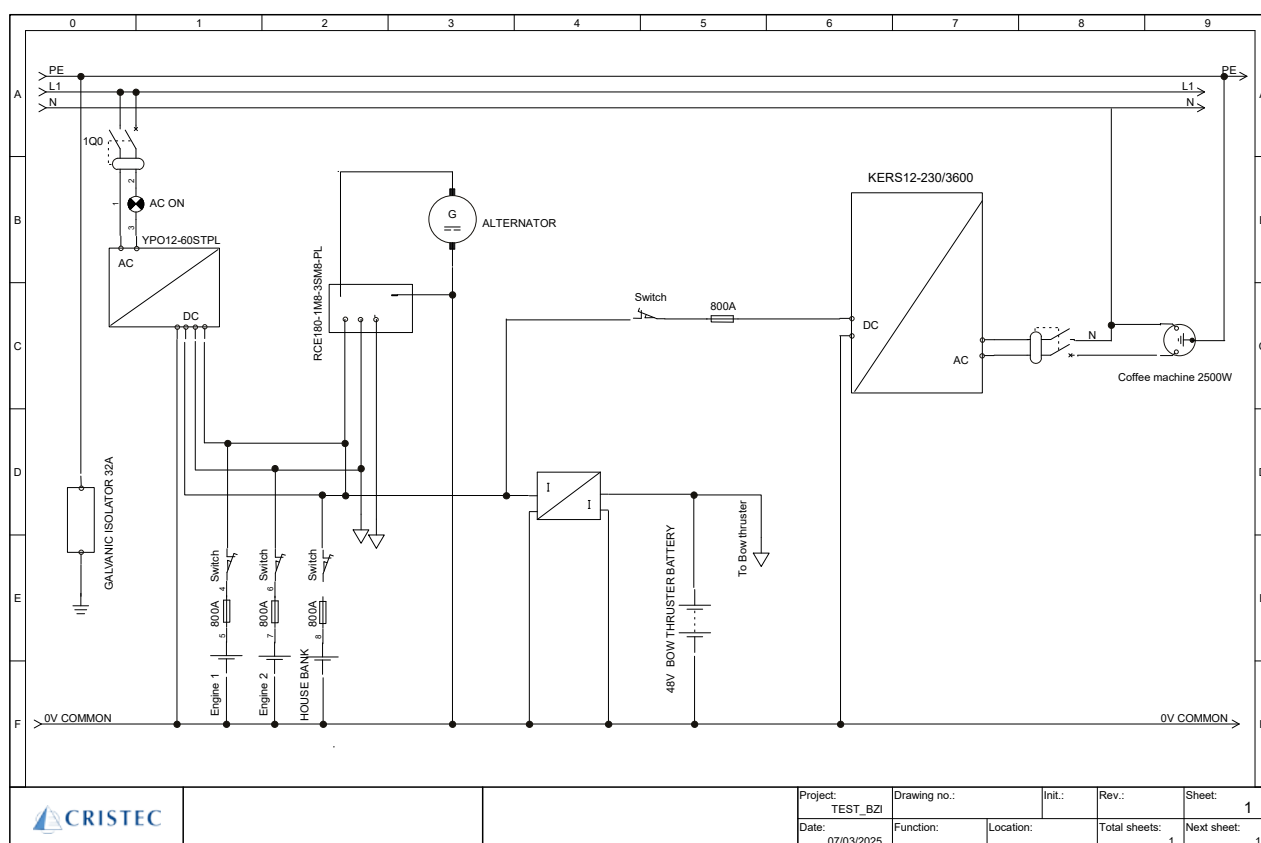 0 1 2 3 4 5 6 7 8 9
PE
PE
L1
L1
A
N
N
1Q0
2
KERS12-230/3600
1
AC ON
B
G
ALTERNATOR
3
YPO12-60STPL
AC
RCE180-1M8-3SM8-PL
Switch
800A
DC
DC
C
N
AC
Coffee machine 2500W
D
GALVANIC ISOLATOR 32A
I
I
48V BOW THRUSTER BATTERY
To Bow thruster
E
Switch
Switch
Switch
4
6
800A
800A
800A
5
7
8
Engine 1
Engine 2
HOUSE BANK
F
0V COMMON
0V COMMON
CRISTEC
Project:
TEST_BZI
Drawing no.:
Init.:
Rev.:
Sheet:
1
Date:
07/03/2025
Function:
Location:
Total sheets:
1
Next sheet:
1